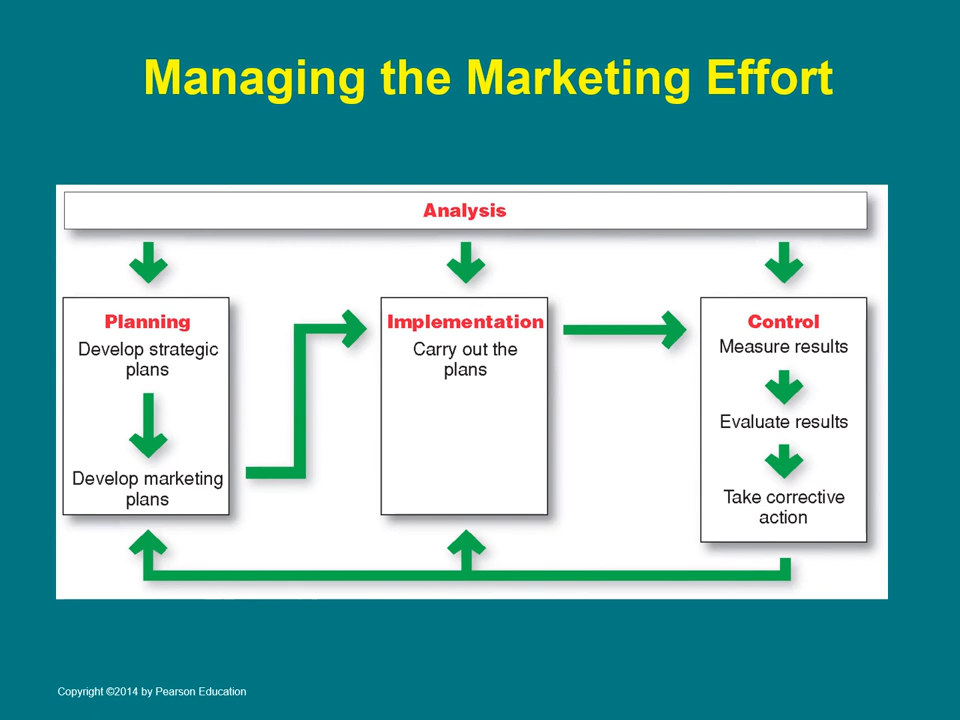 Managing the Marketing Effort
Analysis
Planning
Develop strategic
plans
Develop marketing
plans
Implementation
Carry out the
plans
Control
Measure results
Evaluate results
Take corrective
action
Copyright ©2014 by Pearson Education